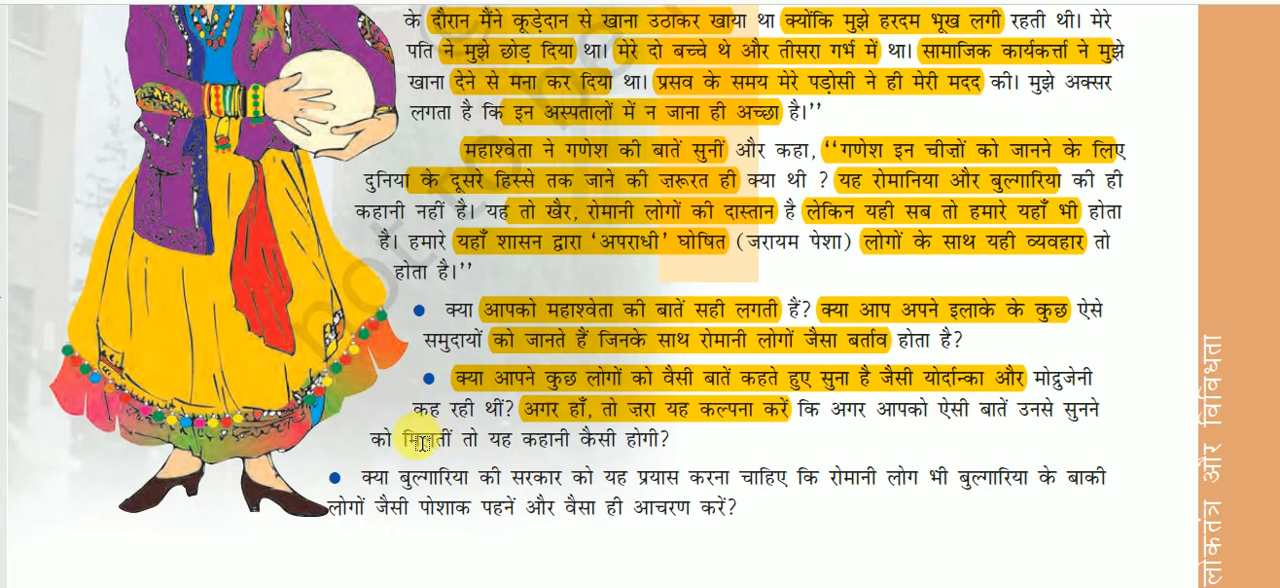 के दौरान मैंने कूड़ेदान से खाना उठाकर खाया था क्योंकि मुझे हरदम भूख लगी रहती थी। मेरे
पति ने मुझे छोड़ दिया था। मेरे दो बच्चे थे और तीसरा गर्भ में था। सामाजिक कार्यकर्त्ता ने मुझे
खाना देने से मना कर दिया था। प्रसव के समय मेरे पड़ोसी ने ही मेरी मदद की। मुझे अक्सर
लगता है कि इन अस्पतालों में न जाना ही अच्छा है।’’
महाश्वेता ने गणेश की बातें सुनीं और कहा, ‘‘गणेश इन चीज़ों को जानने के लिए
दुनिया के दूसरे हिस्से तक जाने की ज़रूरत ही क्या थी ? यह रोमानिया और बुल्गारिया की ही
कहानी नहीं है। यह तो खैर, रोमानी लोगों की दास्तान है लेकिन यही सब तो हमारे यहाँ भी होता
है। हमारे यहाँ शासन द्वारा ‘अपराधी’ घोषित (जरायम पेशा) लोगों के साथ यही व्यवहार तो
होता है।’’
● क्या आपको महाश्वेता की बातें सही लगती हैं? क्या आप अपने इलाके के कुछ ऐसे
समुदायों को जानते हैं जिनके साथ रोमानी लोगों जैसा बर्ताव होता है?
● क्या आपने कुछ लोगों को वैसी बातें कहते हुए सुना है जैसी योर्दान्का और मोद्रुजेनी
कह रही थीं? अगर हाँ, तो ज़रा यह कल्पना करें कि अगर आपको ऐसी बातें उनसे सुनने
को मिलतीं तो यह कहानी कैसी होगी?
● क्या बुल्गारिया की सरकार को यह प्रयास करना चाहिए कि रोमानी लोग भी बुल्गारिया के बाकी
लोगों जैसी पोशाक पहनें और वैसा ही आचरण करें?
लोकतंत्र और विविधता